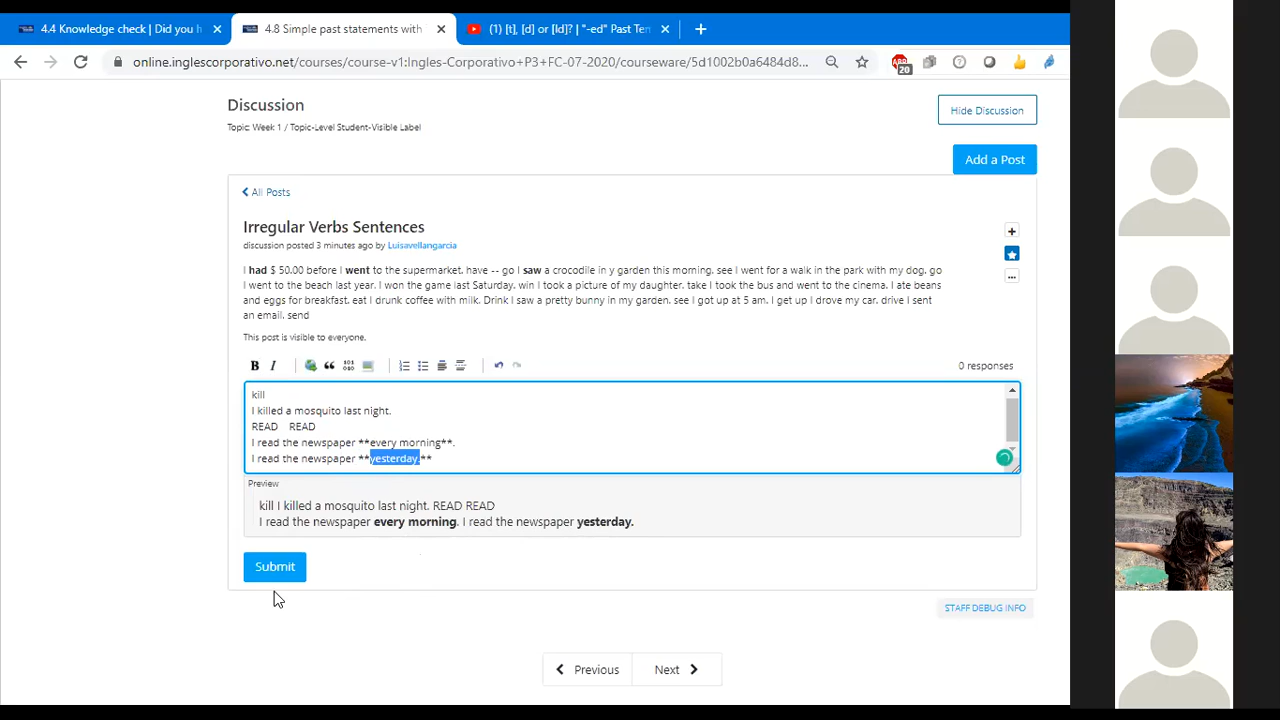 4.4 Knowledge check | Did you h
4.8 Simple past statements with
(1) [t], [d] or [Id]? | "-ed" Past Ten
online.inglescorporativo.net/courses/course-v1:Ingles-Corporativo+P3+FC-07-2020/courseware/5d1002b0a6484d8...
20
Discussion
Hide Discussion
Topic: Week 1 / Topic-Level Student-Visible Label
Add a Post
All Posts
Irregular Verbs Sentences
discussion posted 3 minutes ago by Luisavellangarcia
I had $ 50.00 before I went to the supermarket. have -- go I saw a crocodile in y garden this morning. see I went for a walk in the park with my dog. go
I went to the beach last year. I won the game last Saturday. win I took a picture of my daughter. take I took the bus and went to the cinema. I ate beans
and eggs for breakfast. eat I drunk coffee with milk. Drink I saw a pretty bunny in my garden. see I got up at 5 am. I get up I drove my car. drive I sent
an email. send
This post is visible to everyone.
B I
0 responses
kill
I killed a mosquito last night.
READ READ
I read the newspaper **every morning**.
I read the newspaper **yesterday.**
Preview
kill I killed a mosquito last night. READ READ
I read the newspaper every morning. I read the newspaper yesterday.
Submit
STAFF DEBUG INFO
Previous
Next